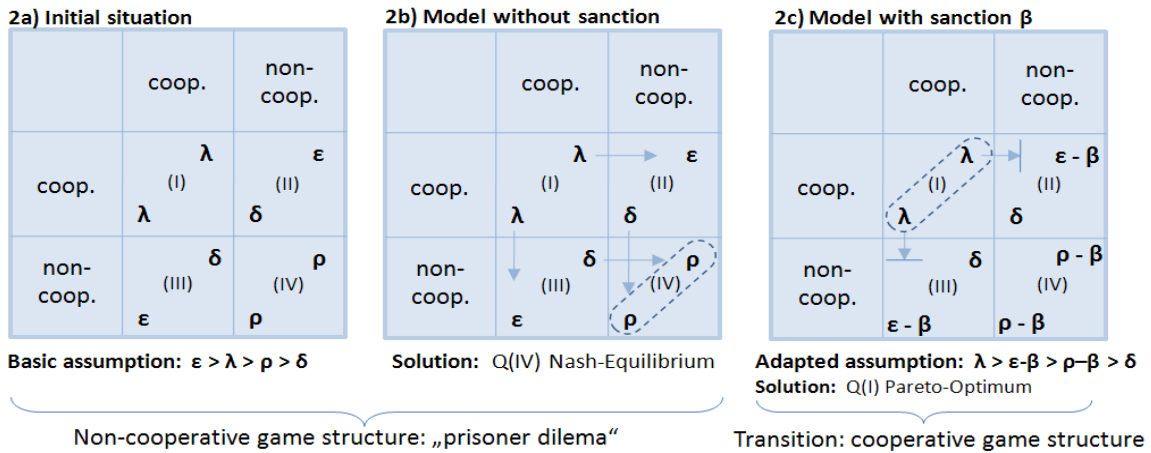 2a) Initial situation
coop.
non-
coop.
coop.
λ
(I)
λ
ε
(II)
δ
non-
coop.
δ
(III)
ε
ρ
(IV)
ρ
Basic assumption: ε > λ > ρ > δ
2b) Model without sanction
coop.
non-
coop.
coop.
λ
(I)
λ
ε
(II)
δ
non-
coop.
δ
(III)
ε
ρ
(IV)
ρ
Solution: Q(IV) Nash-Equilibrium
2c) Model with sanction β
coop.
non-
coop.
coop.
λ
(I)
λ
ε - β
(II)
δ
non-
coop.
δ
(III)
ε - β
ρ - β
(IV)
ρ - β
Adapted assumption: λ > ε-β > ρ–β > δ
Solution: Q(I) Pareto-Optimum
Non-cooperative game structure: „prisoner dilema“
Transition: cooperative game structure